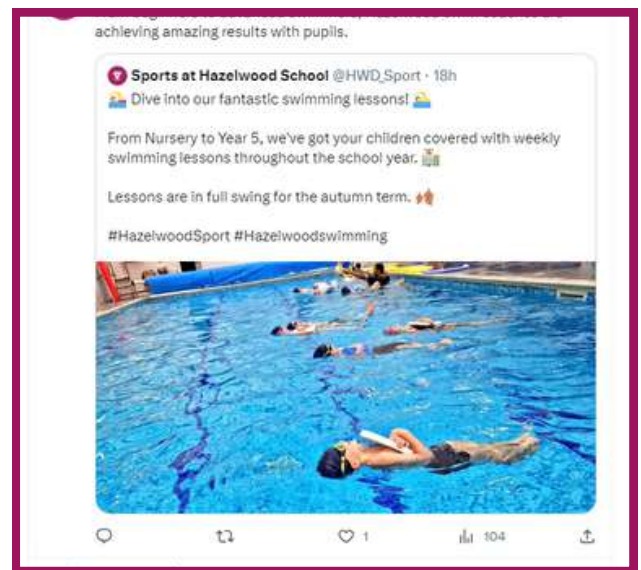 achieving amazing results with pupils.
Sports at Hazelwood School @HWD_Sport · 18h
🏊 Dive into our fantastic swimming lessons! 🏊
From Nursery to Year 5, we've got your children covered with weekly
swimming lessons throughout the school year. 🏫
Lessons are in full swing for the autumn term. 🍂
#HazelwoodSport #Hazelwoodswimming
1 104